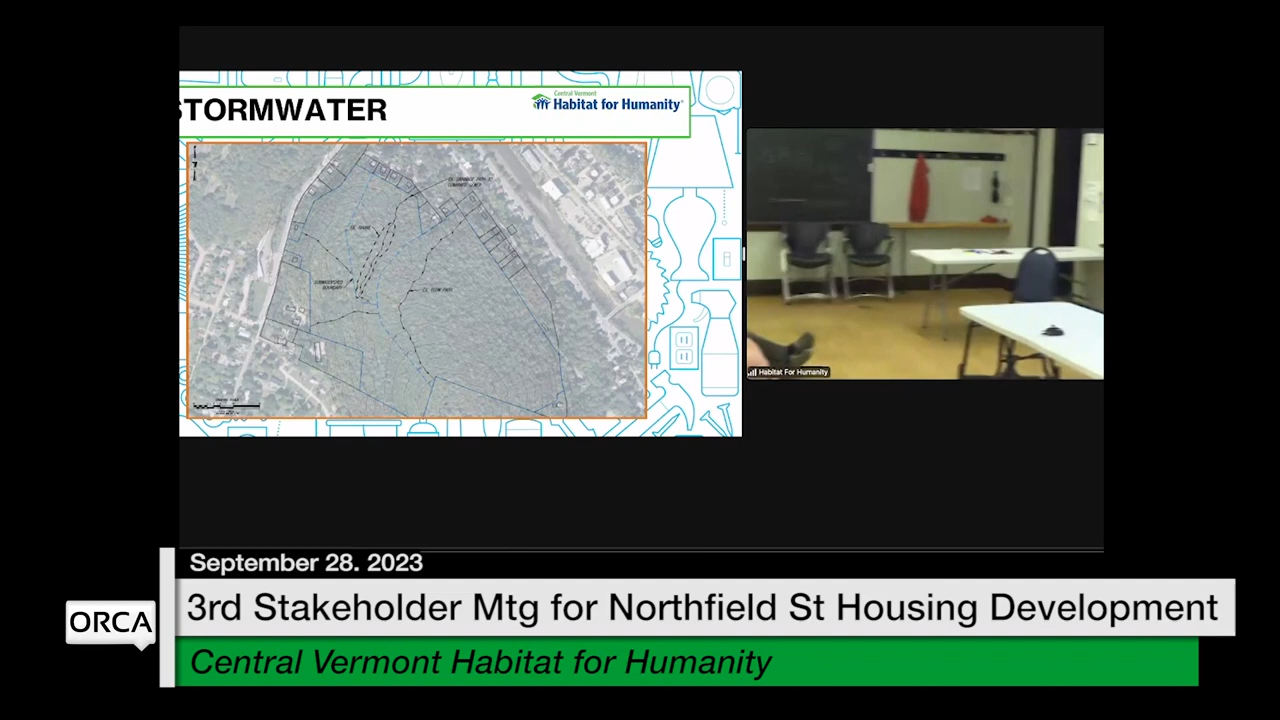 STORMWATER
Central Vermont
Habitat for Humanity
Habitat For Humanity
September 28. 2023
ORCA
3rd Stakeholder Mtg for Northfield St Housing Development
Central Vermont Habitat for Humanity